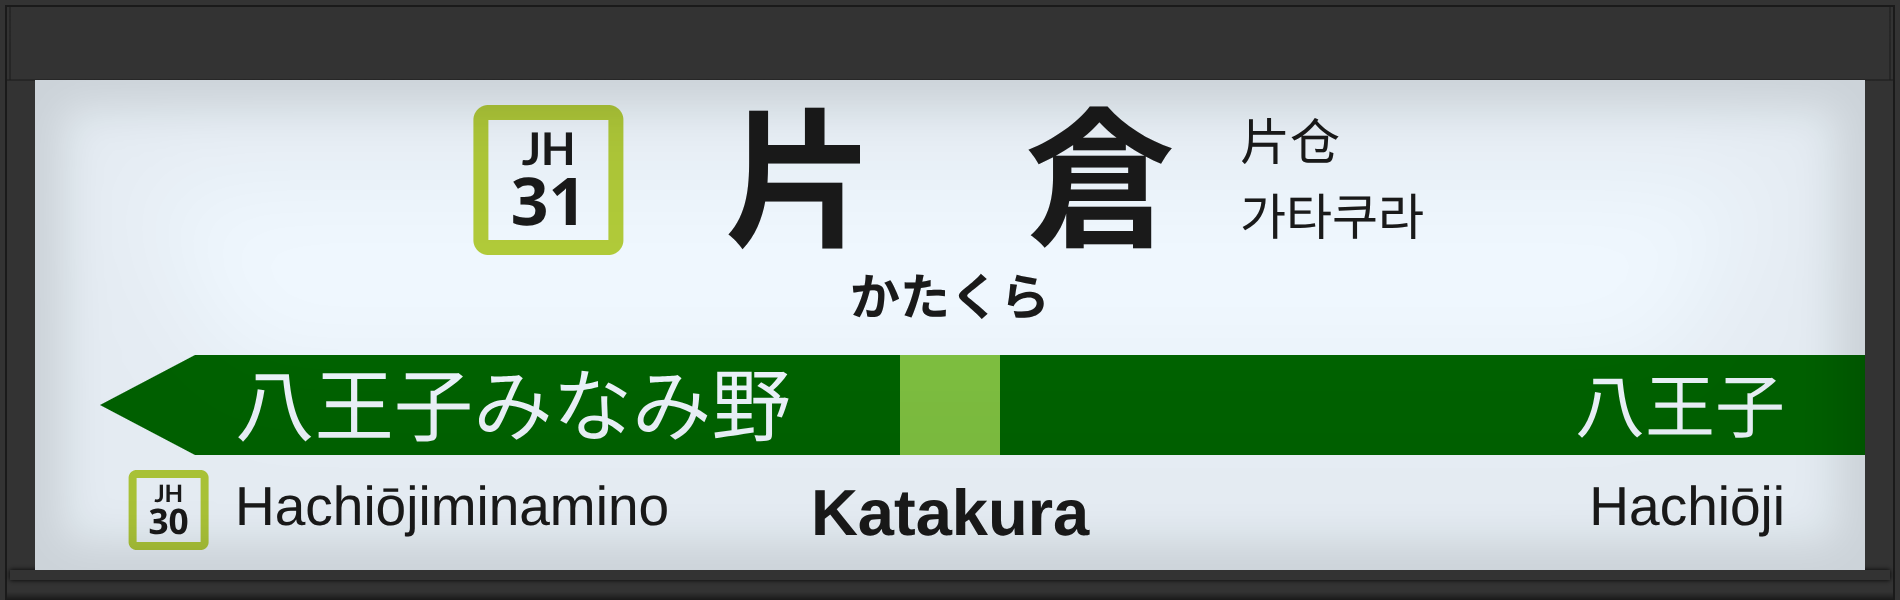 JH
31
片倉
片仓
가타쿠라
かたくら
八王子みなみ野
八王子
JH
30
Hachiōjiminamino
Katakura
Hachiōji